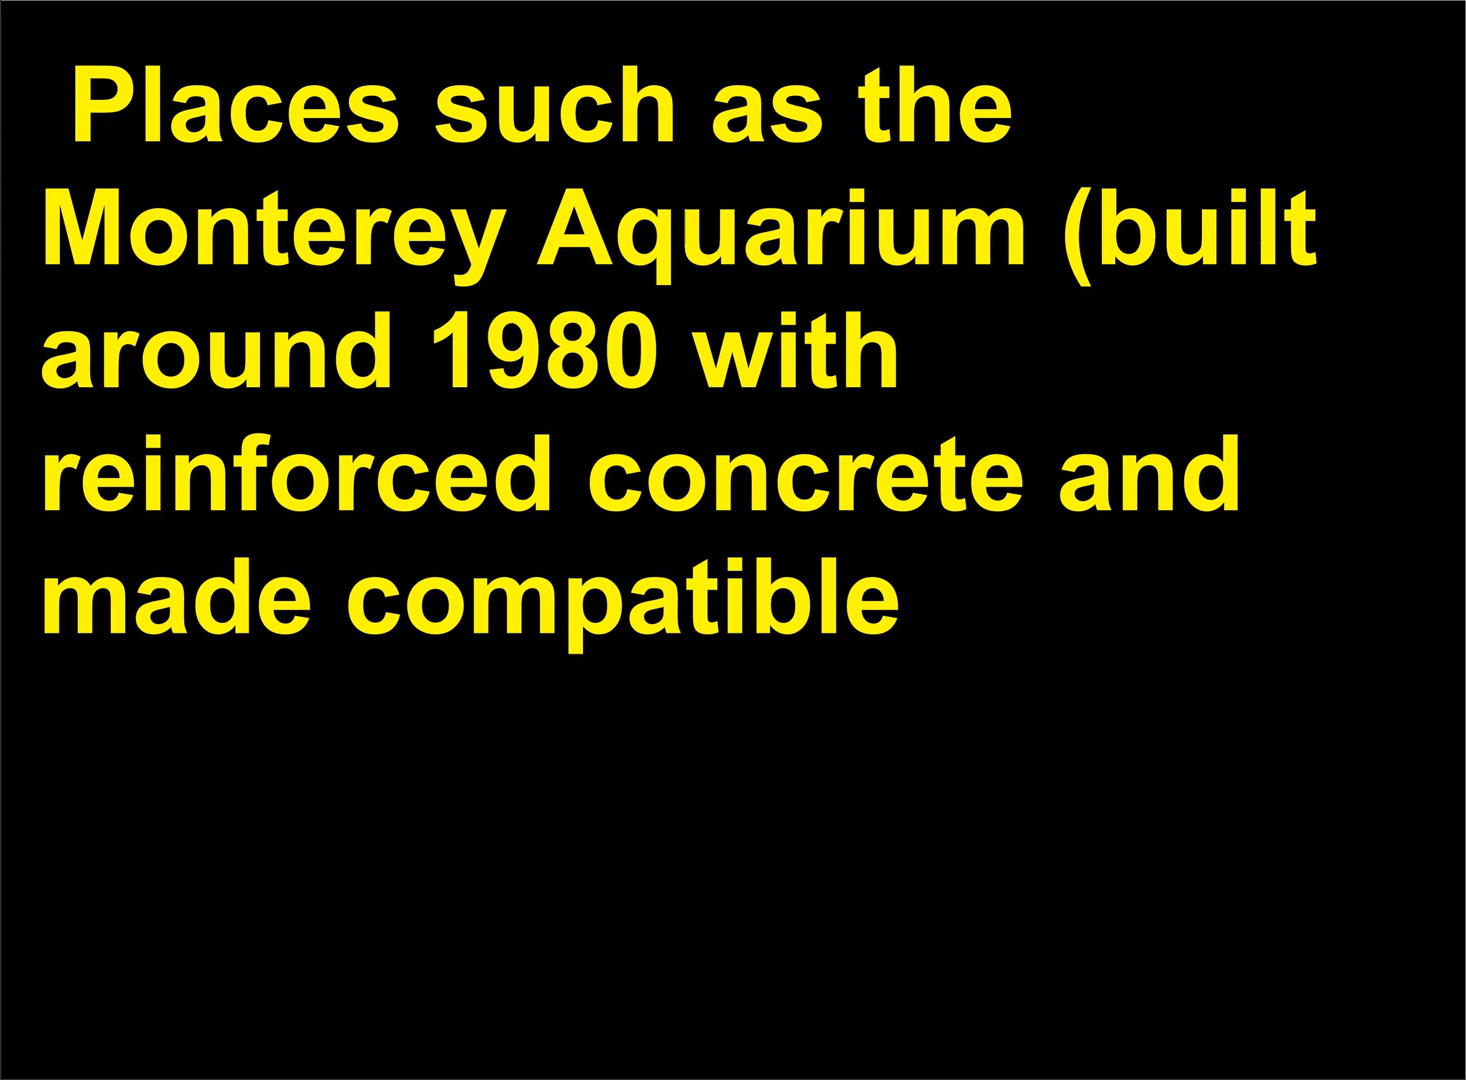 Places such as the
Monterey Aquarium (built
around 1980 with
reinforced concrete and
made compatible